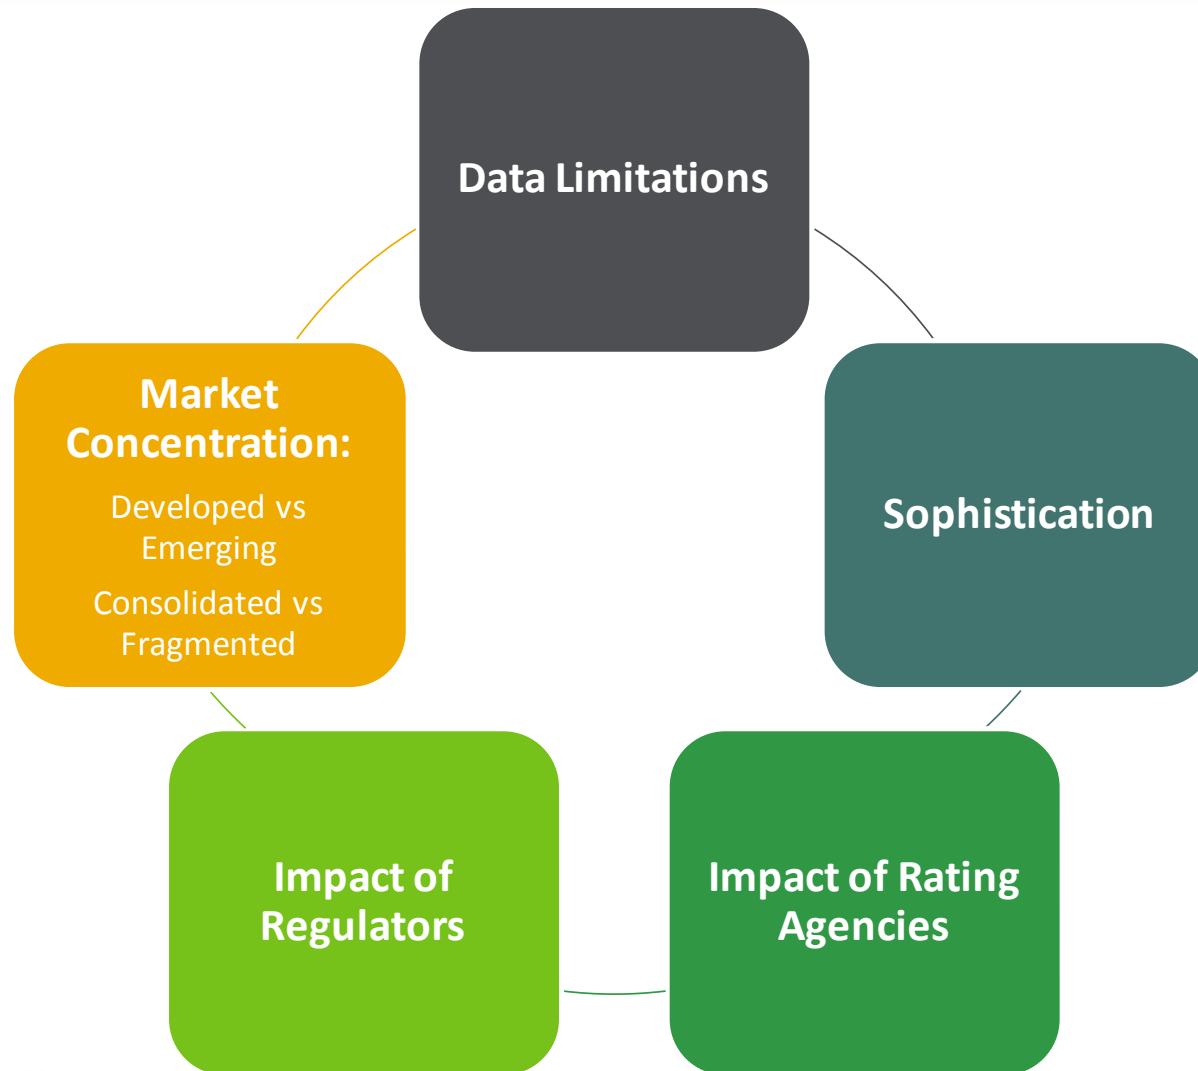 Data Limitations
Market
Concentration:
Developed vs
Emerging
Consolidated vs
Fragmented
Sophistication
Impact of
Regulators
Impact of Rating
Agencies